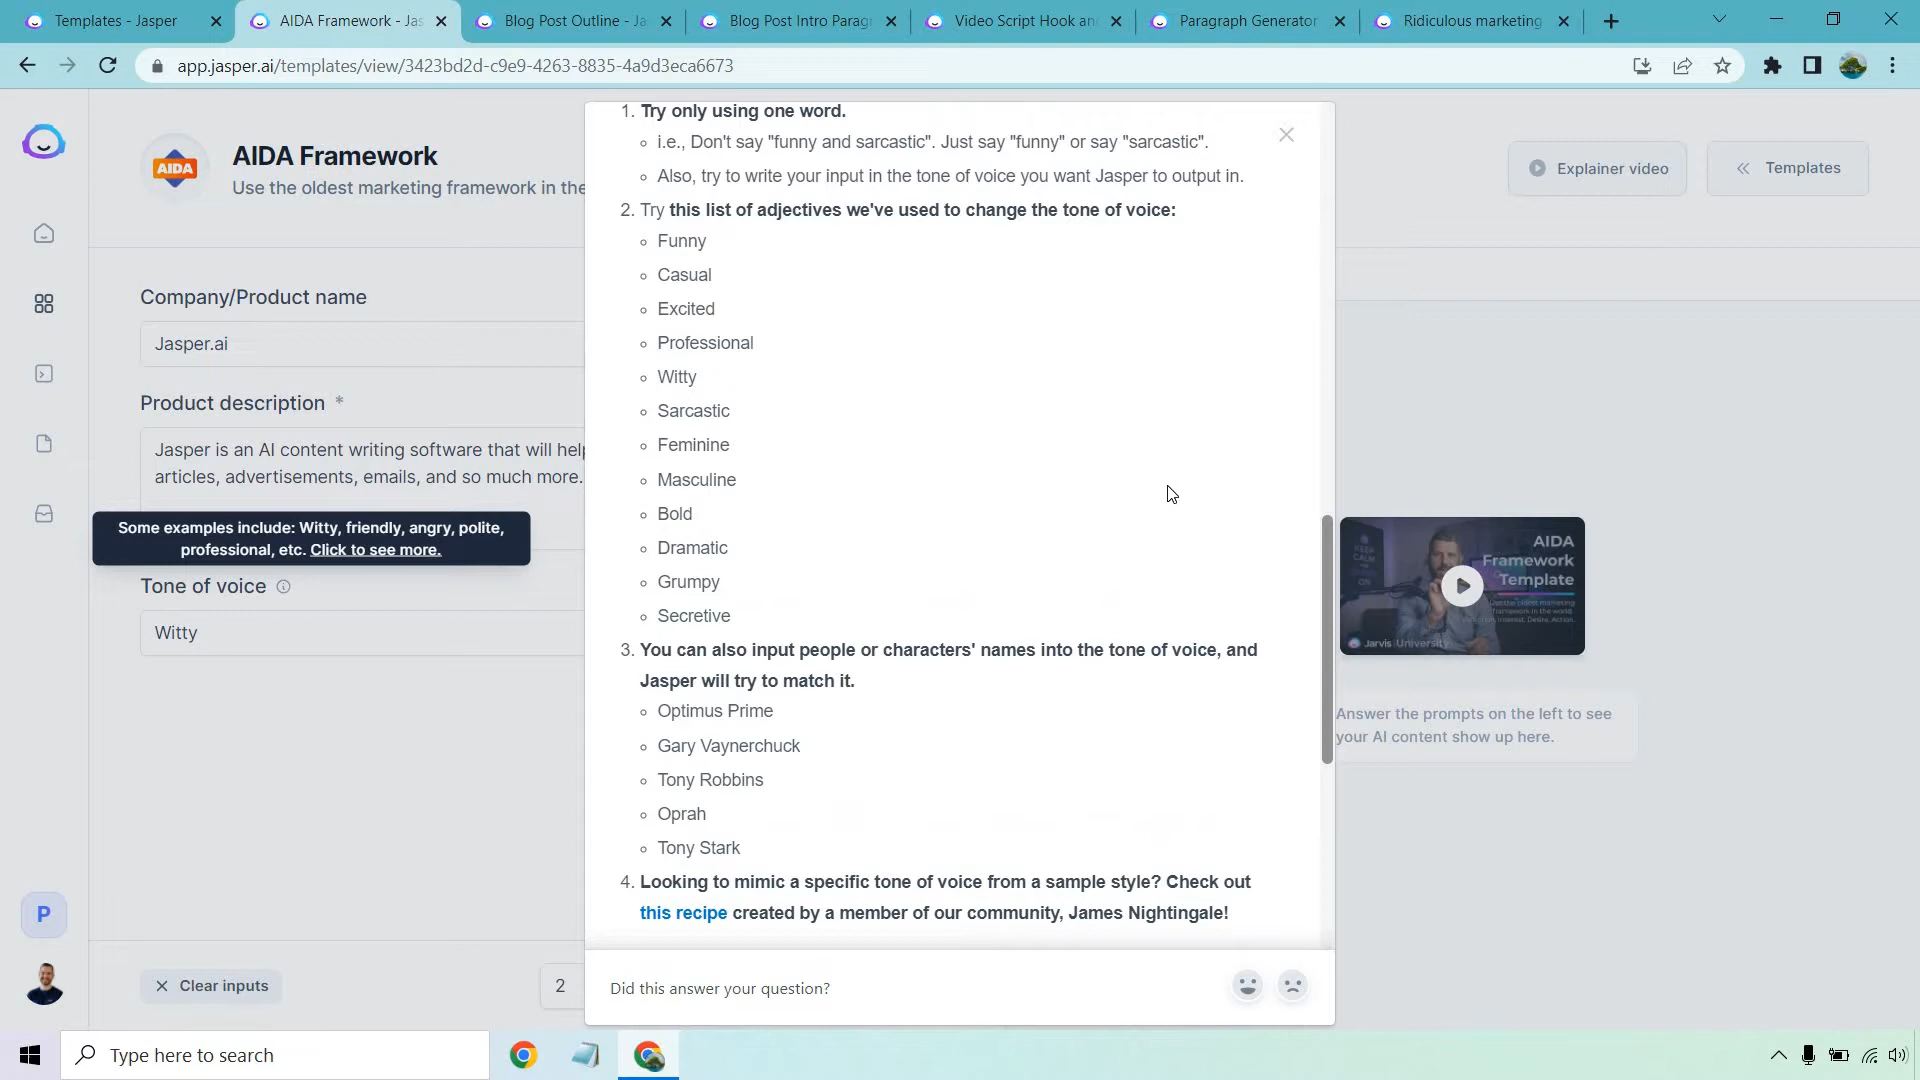 Templates - Jasper
AIDA Framework - Jas
Blog Post Outline - Ja
Blog Post Intro Paragr
Video Script Hook an
Paragraph Generator
Ridiculous marketing
app.jasper.ai/templates/view/3423bd2d-c9e9-4263-8835-4a9d3eca6673
AIDA
AIDA Framework
Use the oldest marketing framework in the
Explainer video
Templates
Company/Product name
Jasper.ai
Product description *
Jasper is an AI content writing software that will help
articles, advertisements, emails, and so much more.
Some examples include: Witty, friendly, angry, polite,
professional, etc. Click to see more.
Tone of voice
Witty
P
Clear inputs
2
1. Try only using one word.
i.e., Don't say "funny and sarcastic". Just say "funny" or say "sarcastic".
Also, try to write your input in the tone of voice you want Jasper to output in.
2. Try this list of adjectives we've used to change the tone of voice:
Funny
Casual
Excited
Professional
Witty
Sarcastic
Feminine
Masculine
Bold
Dramatic
Grumpy
Secretive
3. You can also input people or characters' names into the tone of voice, and
Jasper will try to match it.
Optimus Prime
Gary Vaynerchuck
Tony Robbins
Oprah
Tony Stark
4. Looking to mimic a specific tone of voice from a sample style? Check out
this recipe created by a member of our community, James Nightingale!
Did this answer your question?
KEEP
CALM
ON
AIDA
Framework
Template
Jarvis University
Answer the prompts on the left to see
your AI content show up here.
Type here to search